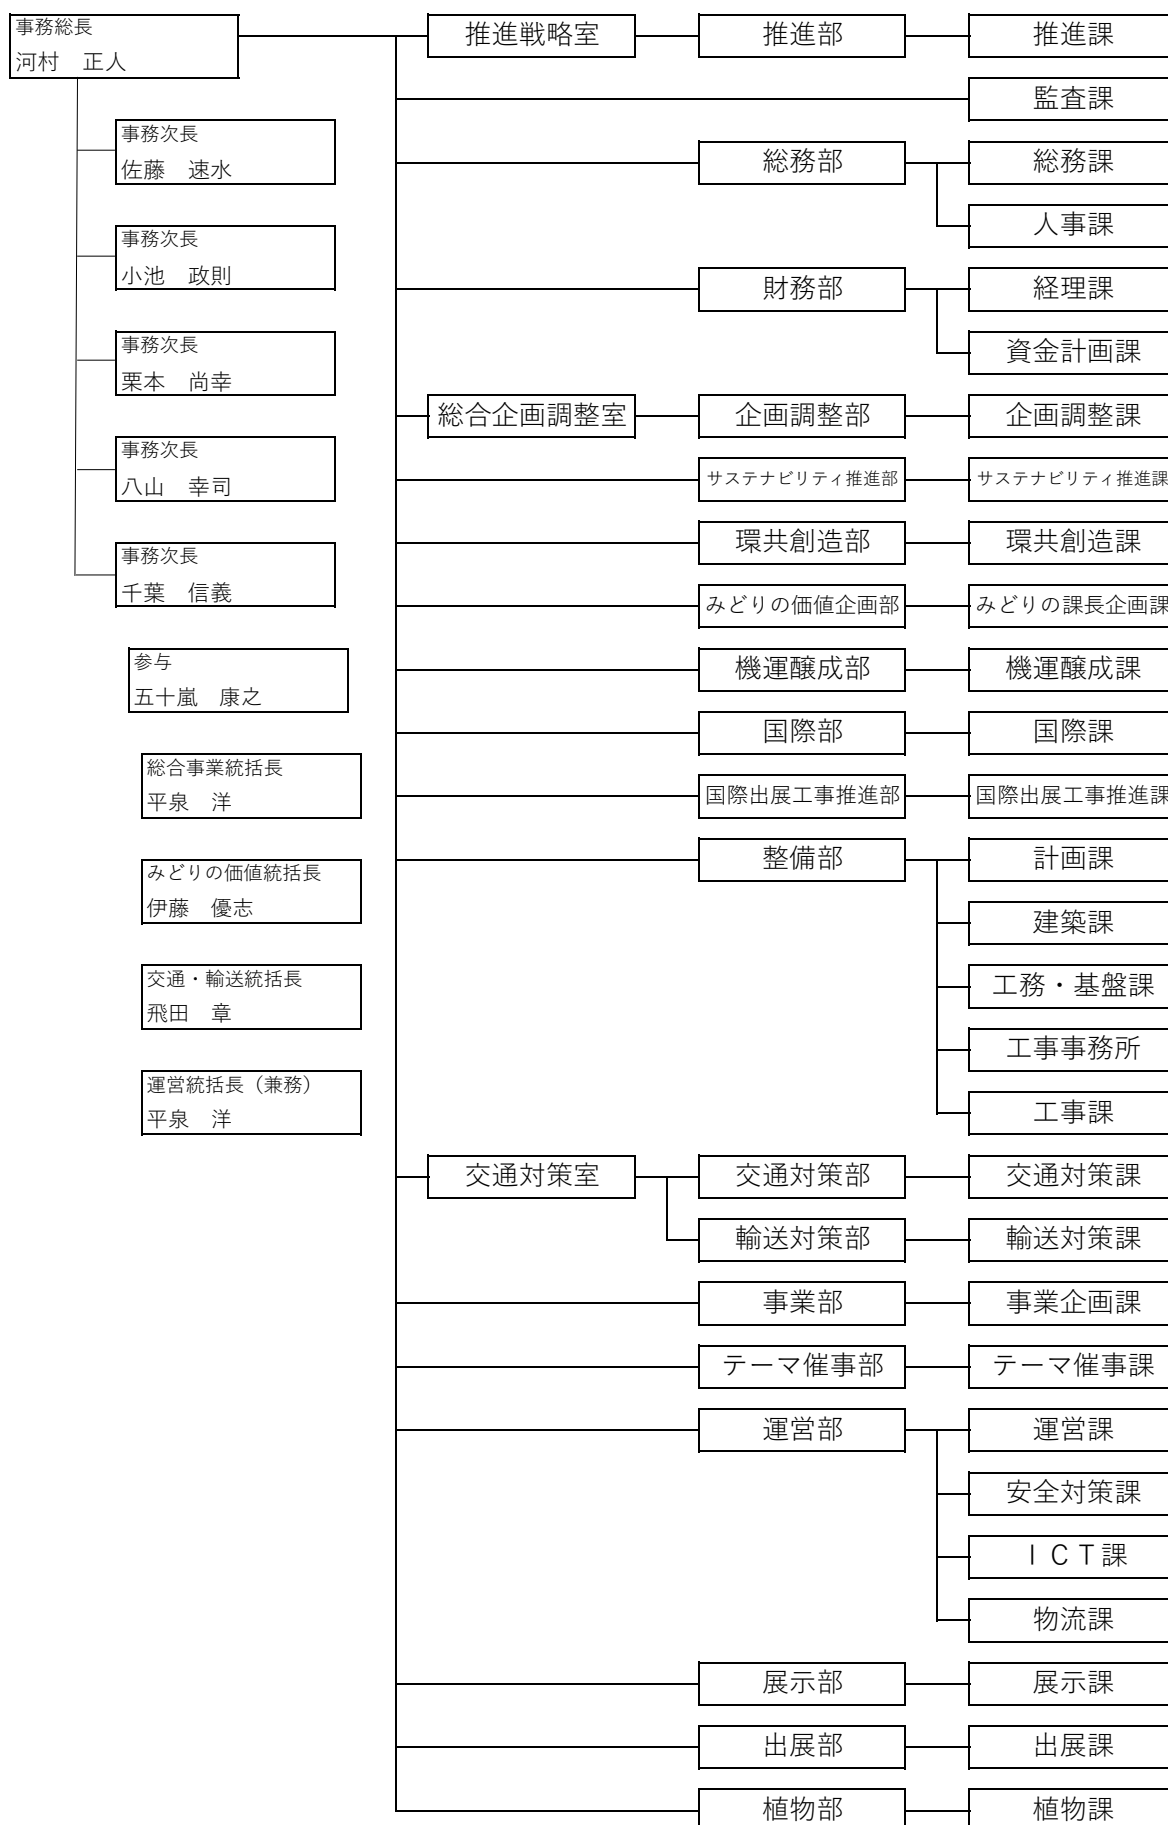 事務総長
河村　正人
事務次長
佐藤　速水
事務次長
小池　政則
事務次長
栗本　尚幸
事務次長
八山　幸司
事務次長
千葉　信義
参与
五十嵐　康之
総合事業統括長
平泉　洋
みどりの価値統括長
伊藤　優志
交通・輸送統括長
飛田　章
運営統括長（兼務）
平泉　洋
推進戦略室
推進部
推進課
監査課
総務部
総務課
人事課
財務部
経理課
資金計画課
総合企画調整室
企画調整部
企画調整課
サステナビリティ推進部
サステナビリティ推進課
環共創造部
環共創造課
みどりの価値企画部
みどりの課長企画課
機運醸成部
機運醸成課
国際部
国際課
国際出展工事推進部
国際出展工事推進課
整備部
計画課
建築課
工務・基盤課
工事事務所
工事課
交通対策室
交通対策部
交通対策課
輸送対策部
輸送対策課
事業部
事業企画課
テーマ催事部
テーマ催事課
運営部
運営課
安全対策課
ＩＣＴ課
物流課
展示部
展示課
出展部
出展課
植物部
植物課